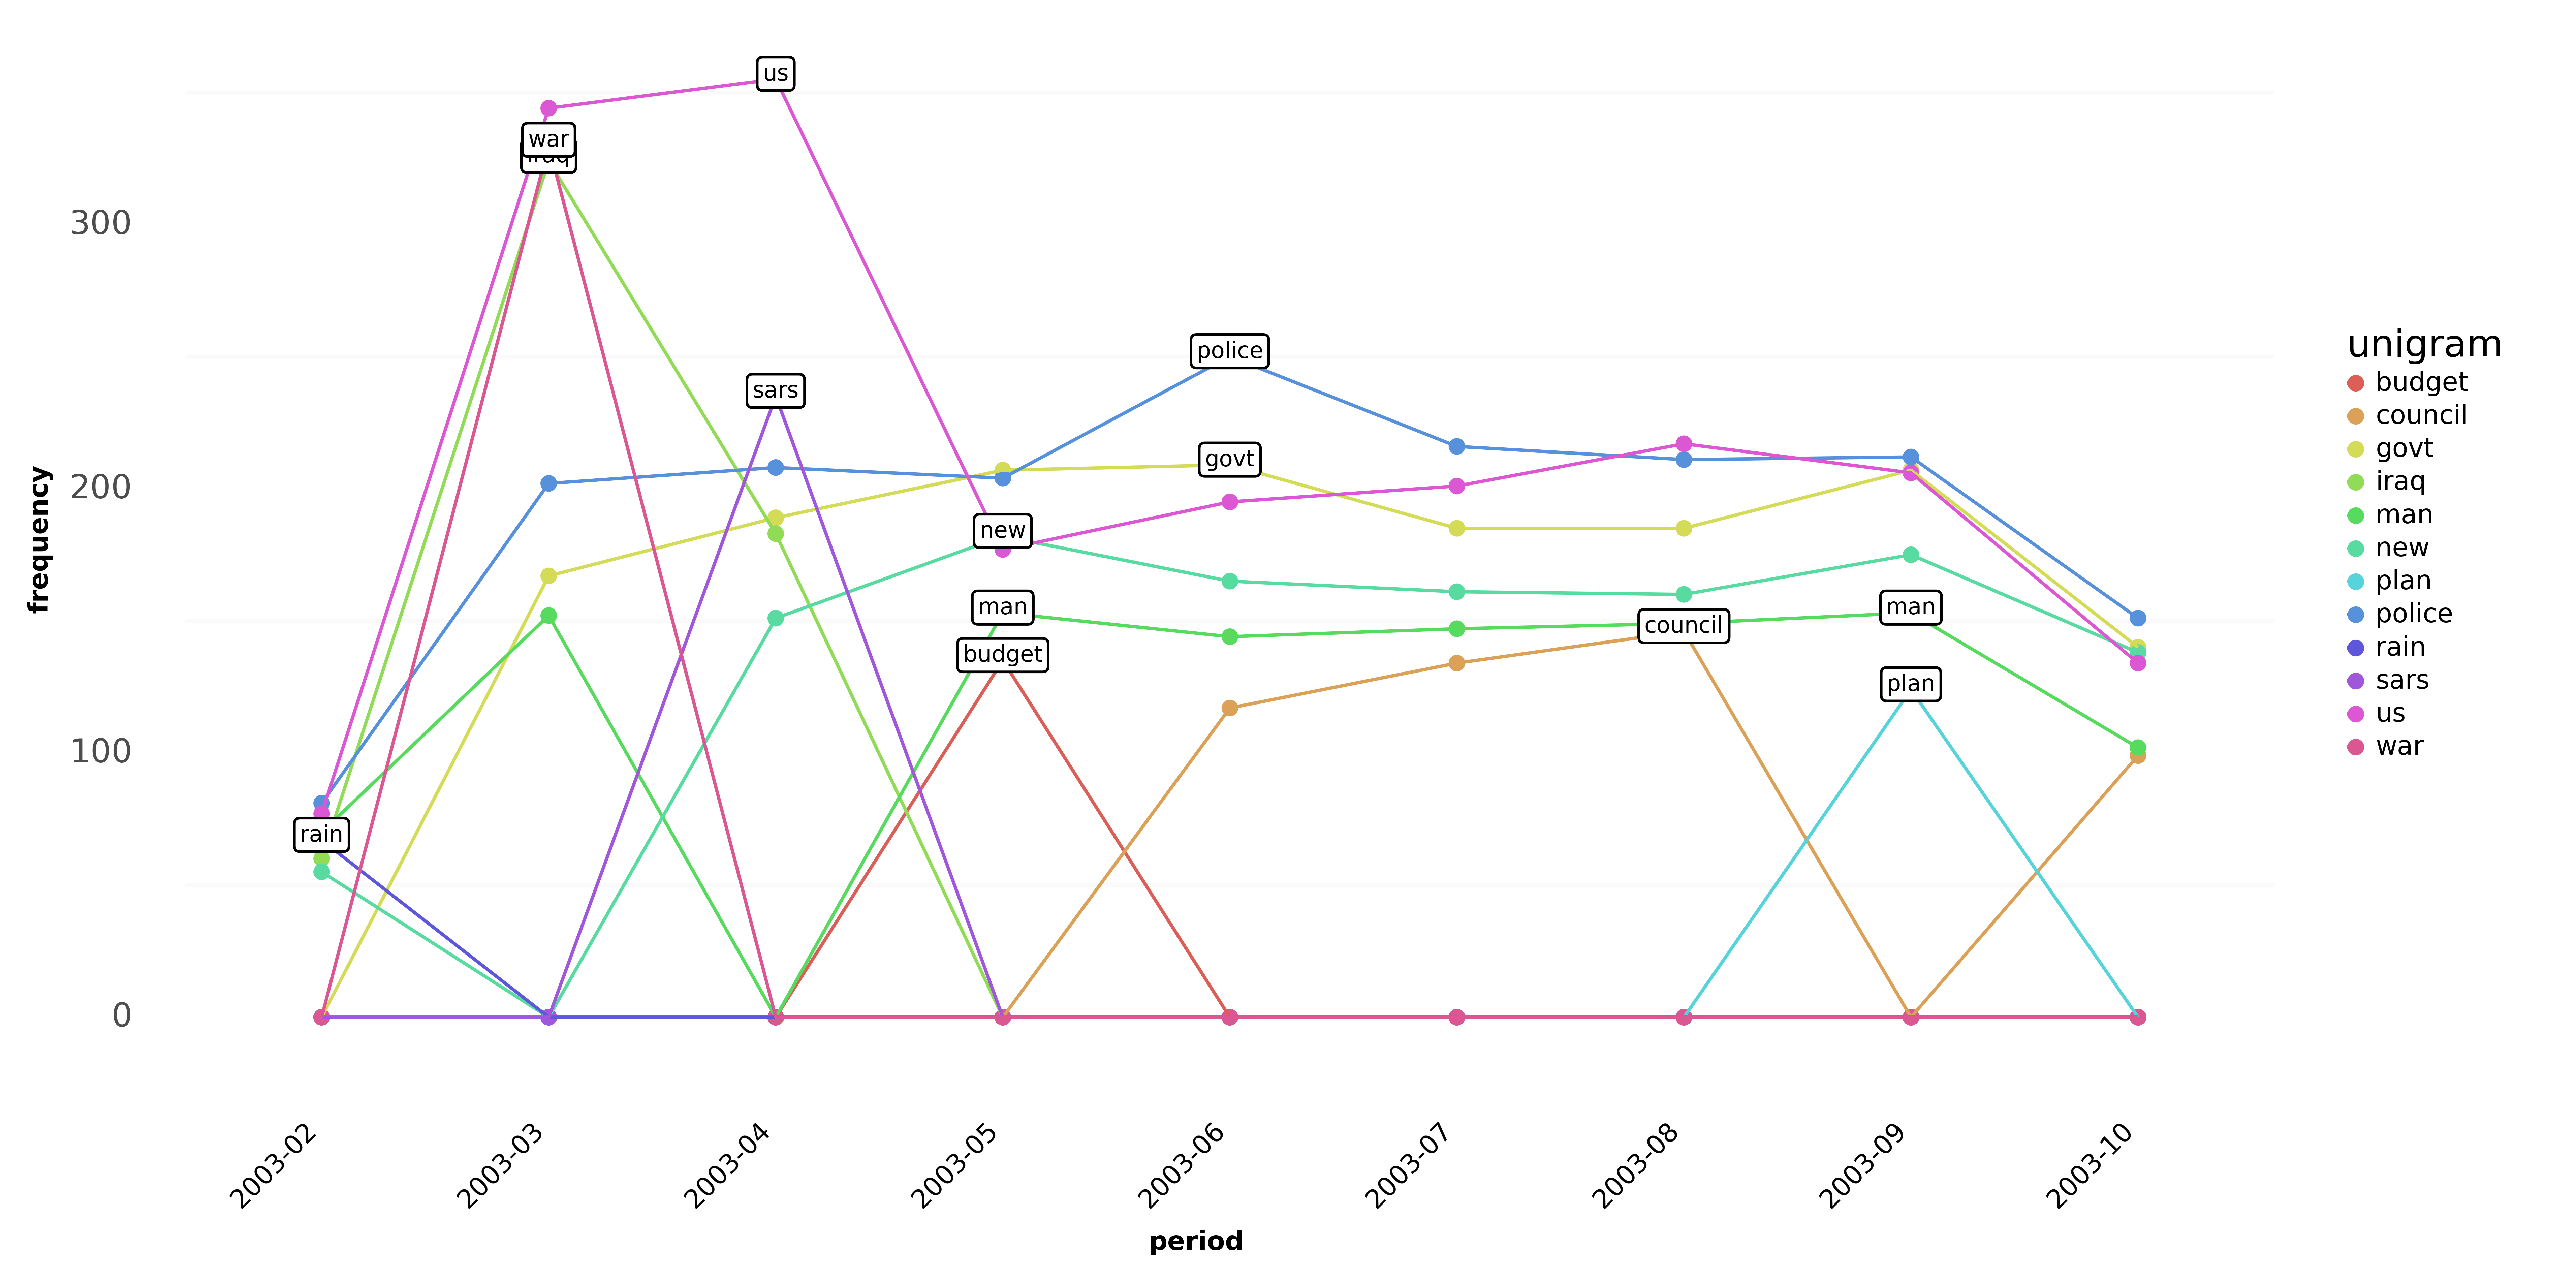 us
war
iraq
300
police
unigram
sars
budget
council
govt
govt
iraq
200
frequency
man
new
new
plan
man
man
police
council
rain
budget
plan
sars
us
100
war
rain
0
2003-02
2003-03
2003-04
2003-05
2003-06
2003-07
2003-08
2003-09
2003-10
period